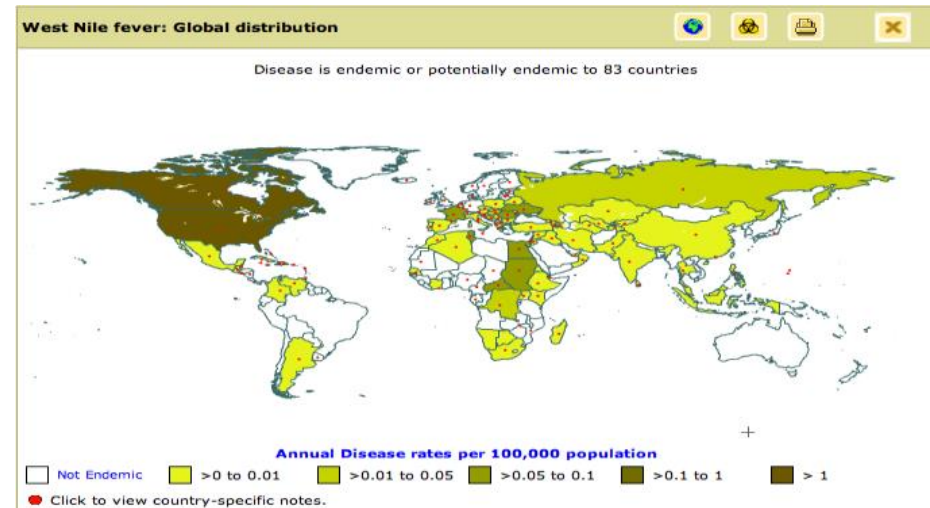 West Nile fever: Global distribution
Disease is endemic or potentially endemic to 83 countries
Annual Disease rates per 100,000 population
Not Endemic >0 to 0.01 >0.01 to 0.05 >0.05 to 0.1 >0.1 to 1 > 1
Click to view country-specific notes.